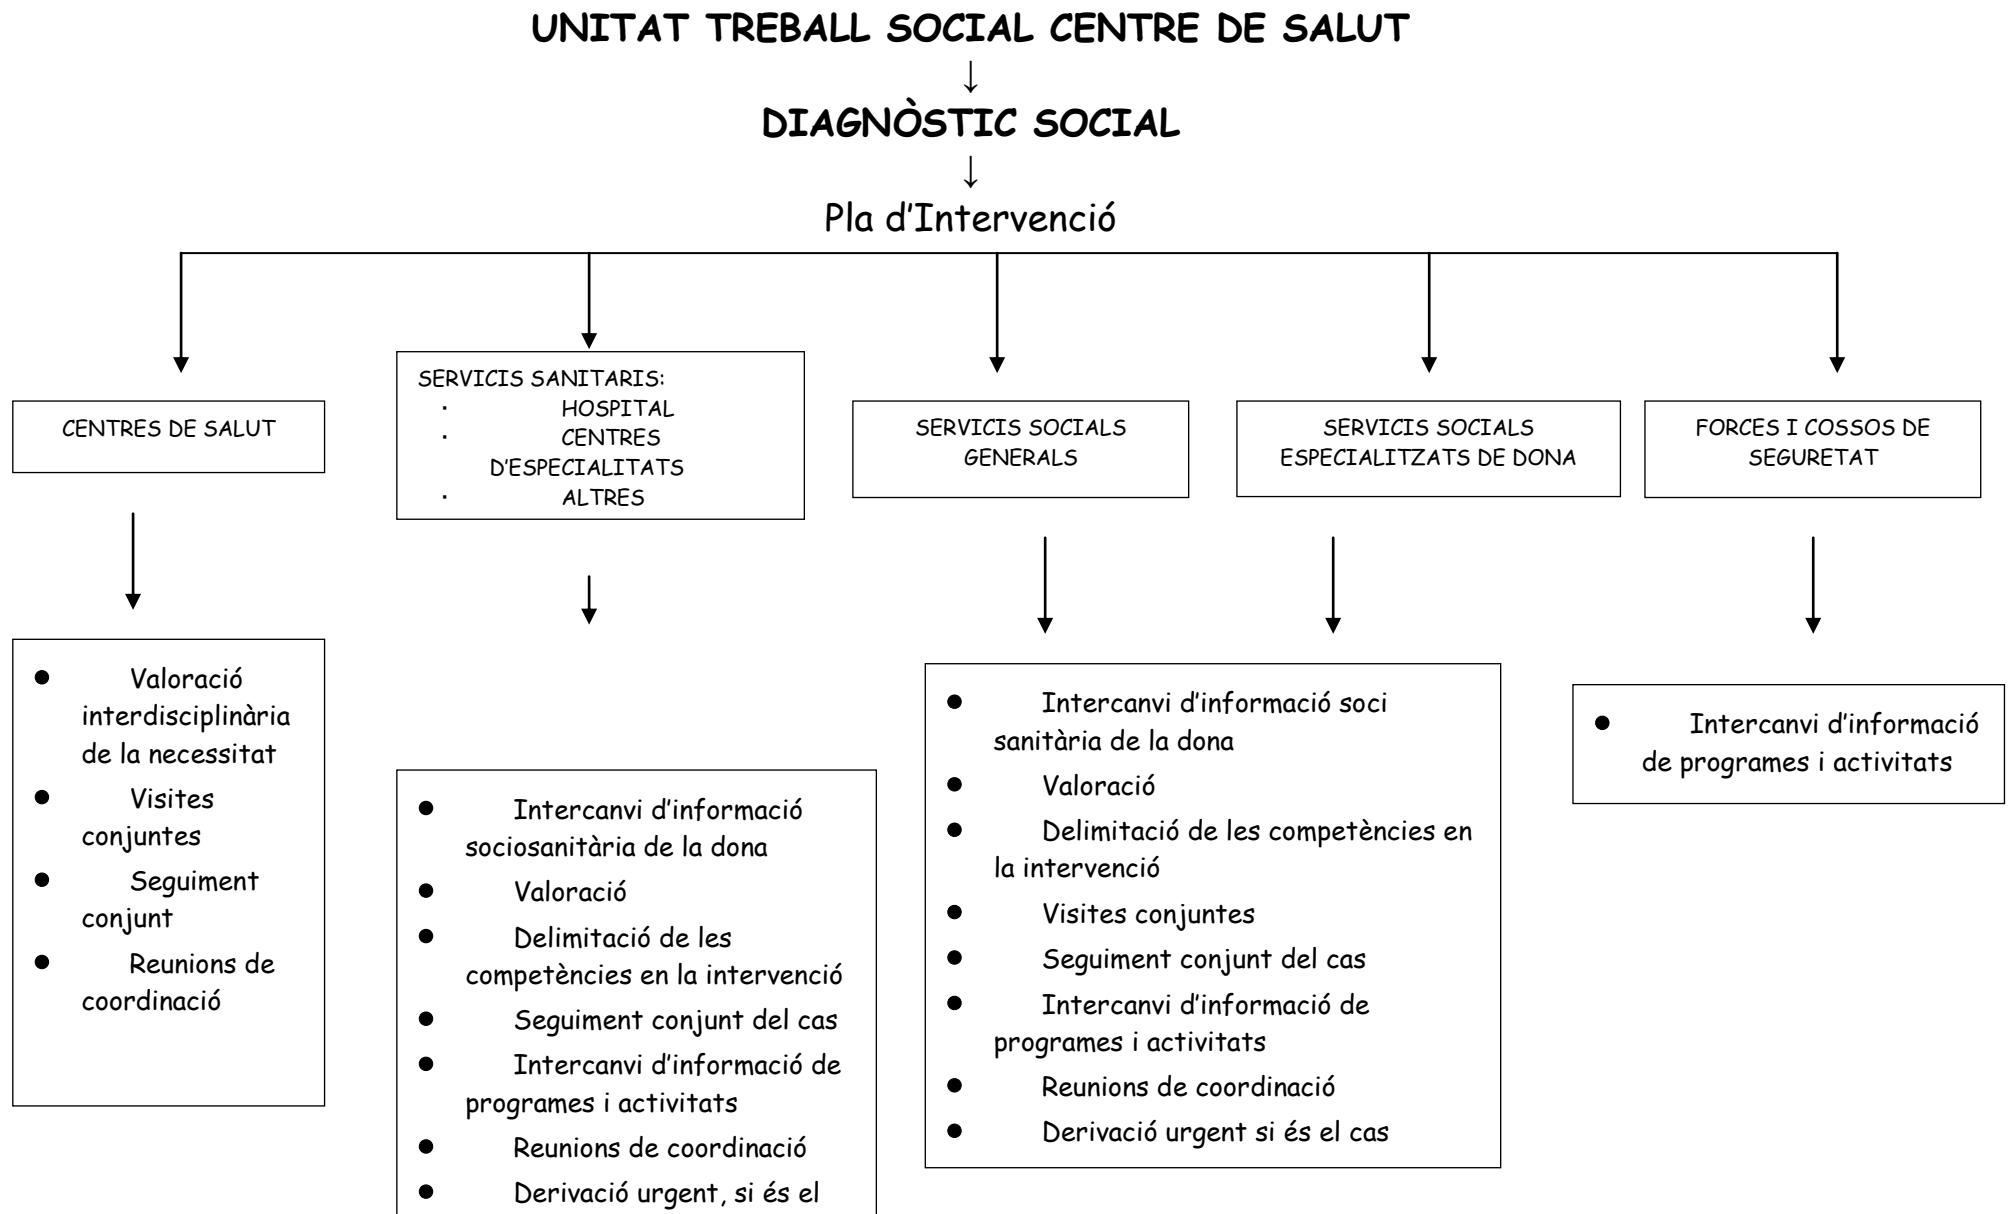 UNITAT TREBALL SOCIAL CENTRE DE SALUT
↓
DIAGNÒSTIC SOCIAL
↓
Pla d'Intervenció
CENTRES DE SALUT
SERVICIS SANITARIS:
· HOSPITAL
· CENTRES
D'ESPECIALITATS
· ALTRES
SERVICIS SOCIALS
GENERALS
SERVICIS SOCIALS
ESPECIALITZATS DE DONA
FORCES I COSSOS DE
SEGURETAT
● Valoració
interdisciplinària
de la necessitat
● Visites
conjuntes
● Seguiment
conjunt
● Reunions de
coordinació
● Intercanvi d'informació
sociosanitària de la dona
● Valoració
● Delimitació de les
competències en la intervenció
● Seguiment conjunt del cas
● Intercanvi d'informació de
programes i activitats
● Reunions de coordinació
● Derivació urgent, si és el
● Intercanvi d'informació soci
sanitària de la dona
● Valoració
● Delimitació de les competències en
la intervenció
● Visites conjuntes
● Seguiment conjunt del cas
● Intercanvi d'informació de
programes i activitats
● Reunions de coordinació
● Derivació urgent si és el cas
● Intercanvi d'informació
de programes i activitats